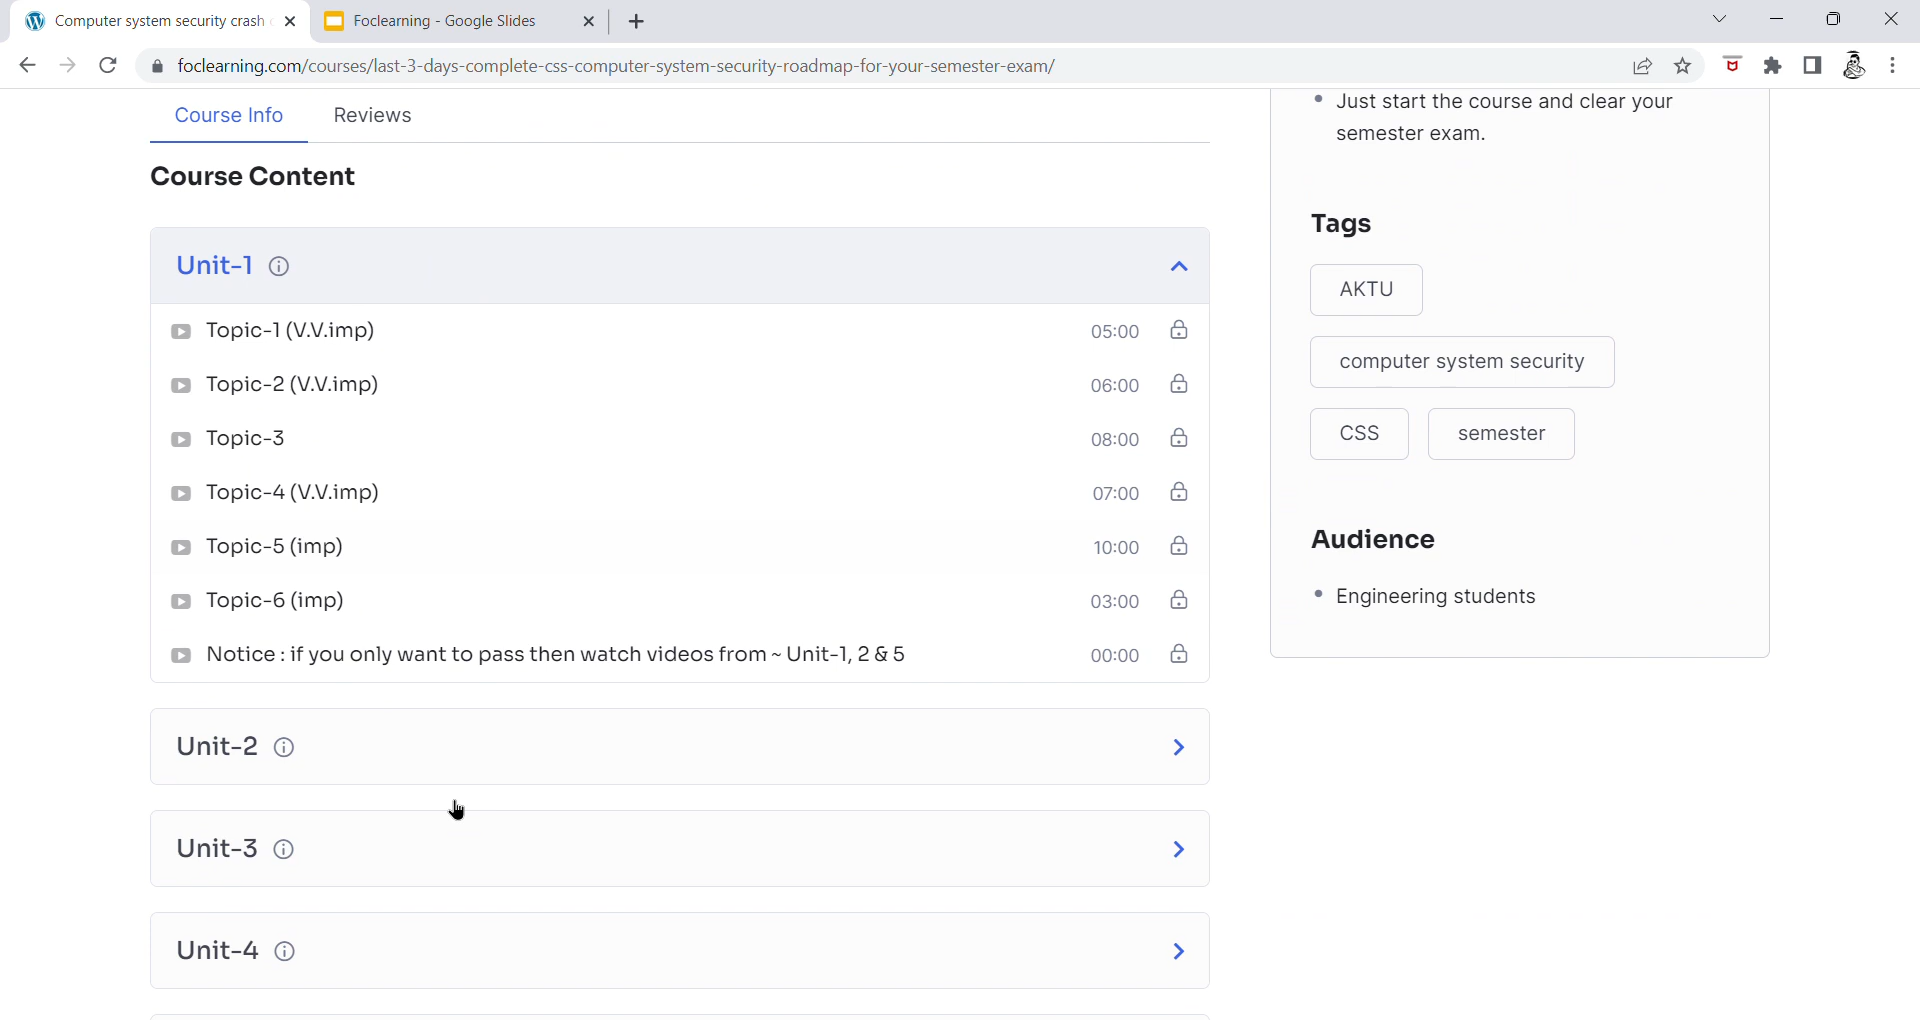 Computer system security crash
Foclearning - Google Slides
foclearning.com/courses/last-3-days-complete-css-computer-system-security-roadmap-for-your-semester-exam/
Course Info
Reviews
Course Content
Unit-1
Topic-1 (V.V.imp)
05:00
Topic-2 (V.V.imp)
06:00
Topic-3
08:00
Topic-4 (V.V.imp)
07:00
Topic-5 (imp)
10:00
Topic-6 (imp)
03:00
Notice : if you only want to pass then watch videos from ~ Unit-1, 2 & 5
00:00
Unit-2
Unit-3
Unit-4
Just start the course and clear your
semester exam.
Tags
AKTU
computer system security
CSS
semester
Audience
Engineering students